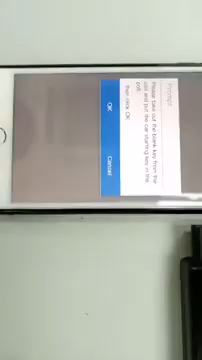 Prompt
Please take out the blank key from the
coil and put the car starting key in the
coil,
then click OK
OK
Cancel